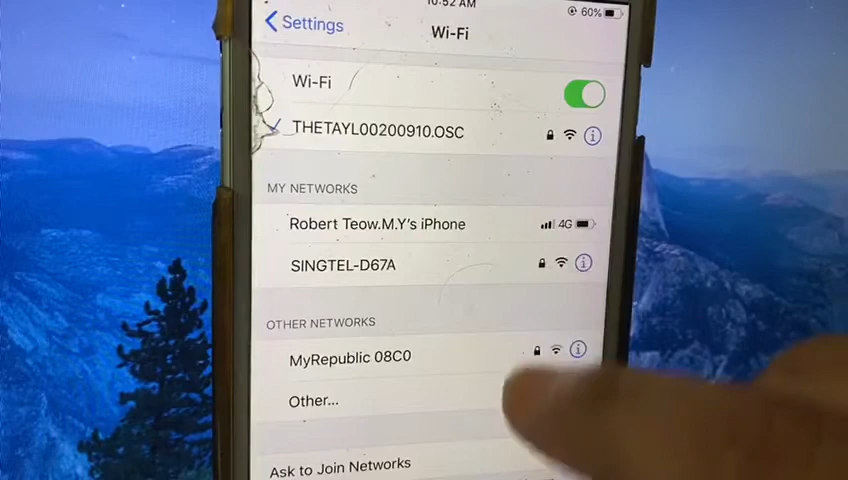 10:52 AM
60%
Settings
Wi-Fi
Wi-Fi
THETAYL00200910.OSC
MY NETWORKS
Robert Teow.M.Y's iPhone
4G
SINGTEL-D67A
OTHER NETWORKS
MyRepublic 08C0
Other...
Ask to Join Networks